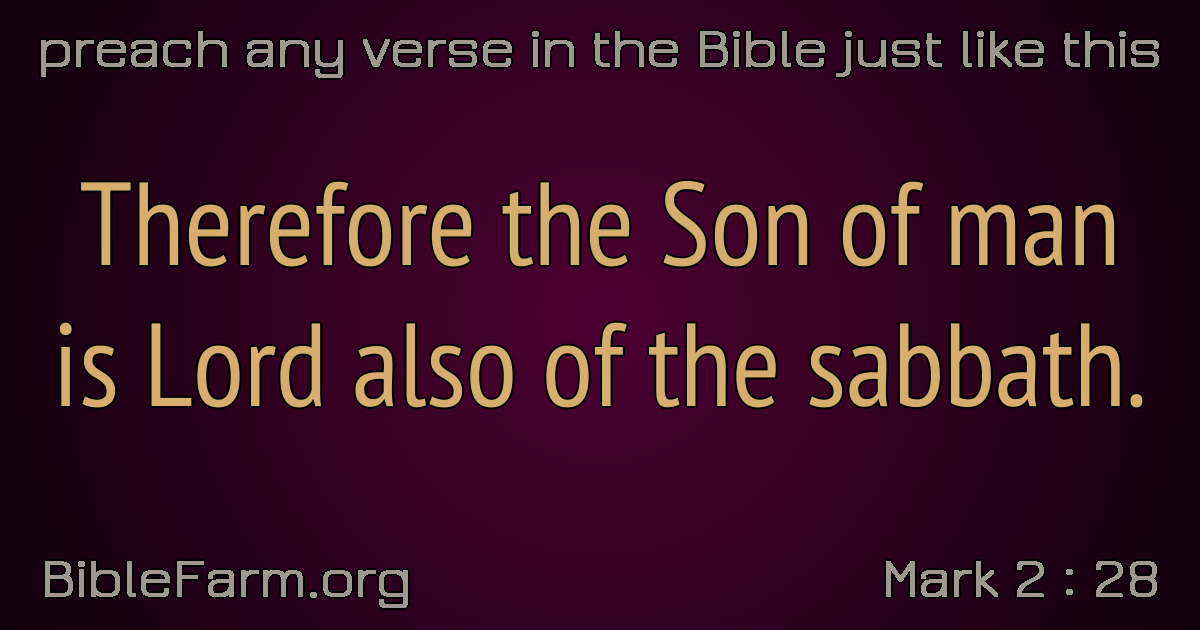 preach any verse in the Bible just like this
Therefore the Son of man
is Lord also of the sabbath.
BibleFarm.org
Mark 2 : 28